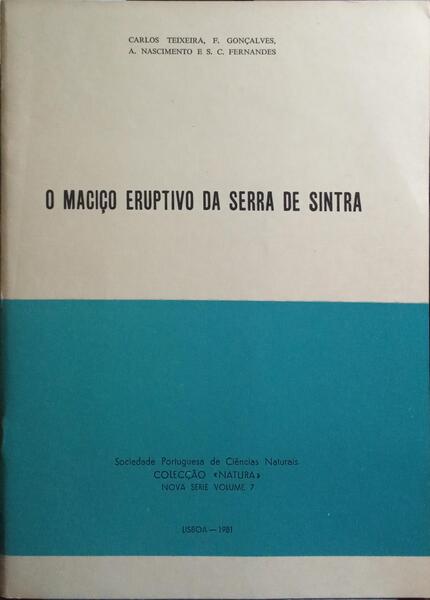 CARLOS TEIXEIRA, F. GONÇALVES,
A. NASCIMENTO E S. C. FERNANDES
O MACIÇO ERUPTIVO DA SERRA DE SINTRA
Sociedade Portuguesa de Ciências Naturais
COLECÇÃO «NATURA»
NOVA SERIE VOLUME 7
LISBOA — 1981